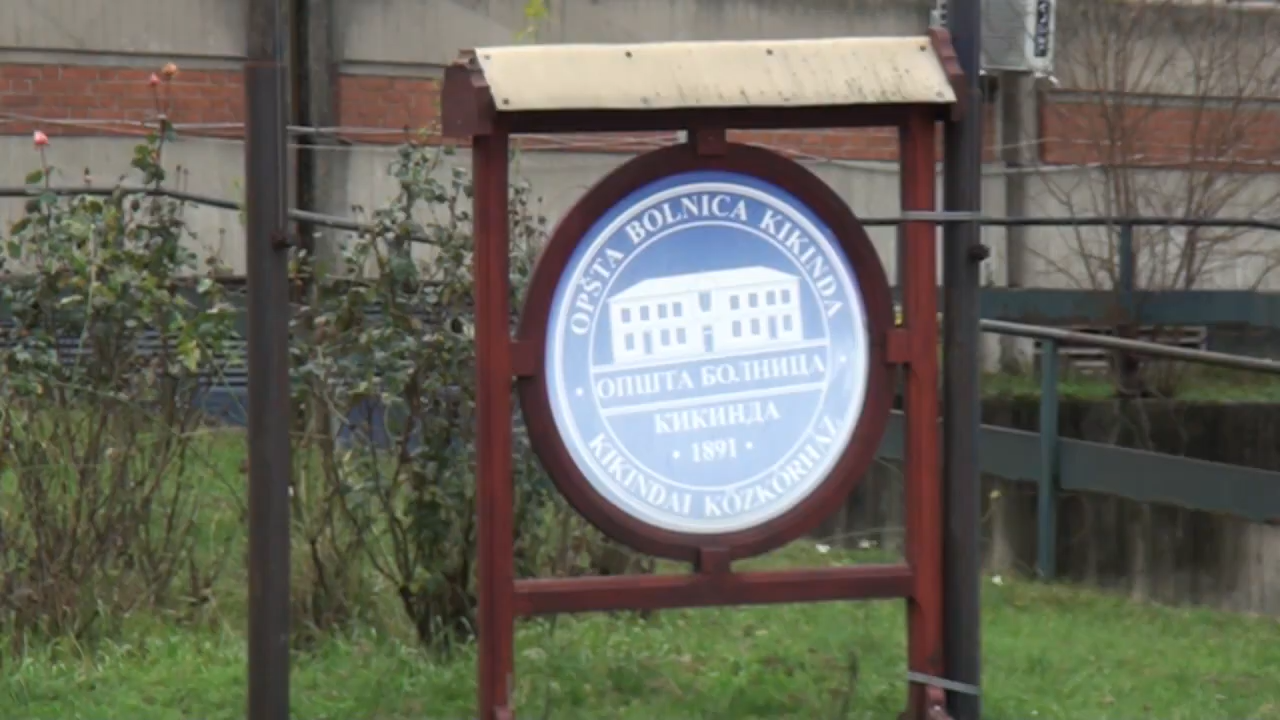 OPŠTA BOLNICA KIKINDA
ОПШТА БОЛНИЦА
КИКИНДА
· 1891 ·
KIKINDAI KÖZKÓRHÁZ